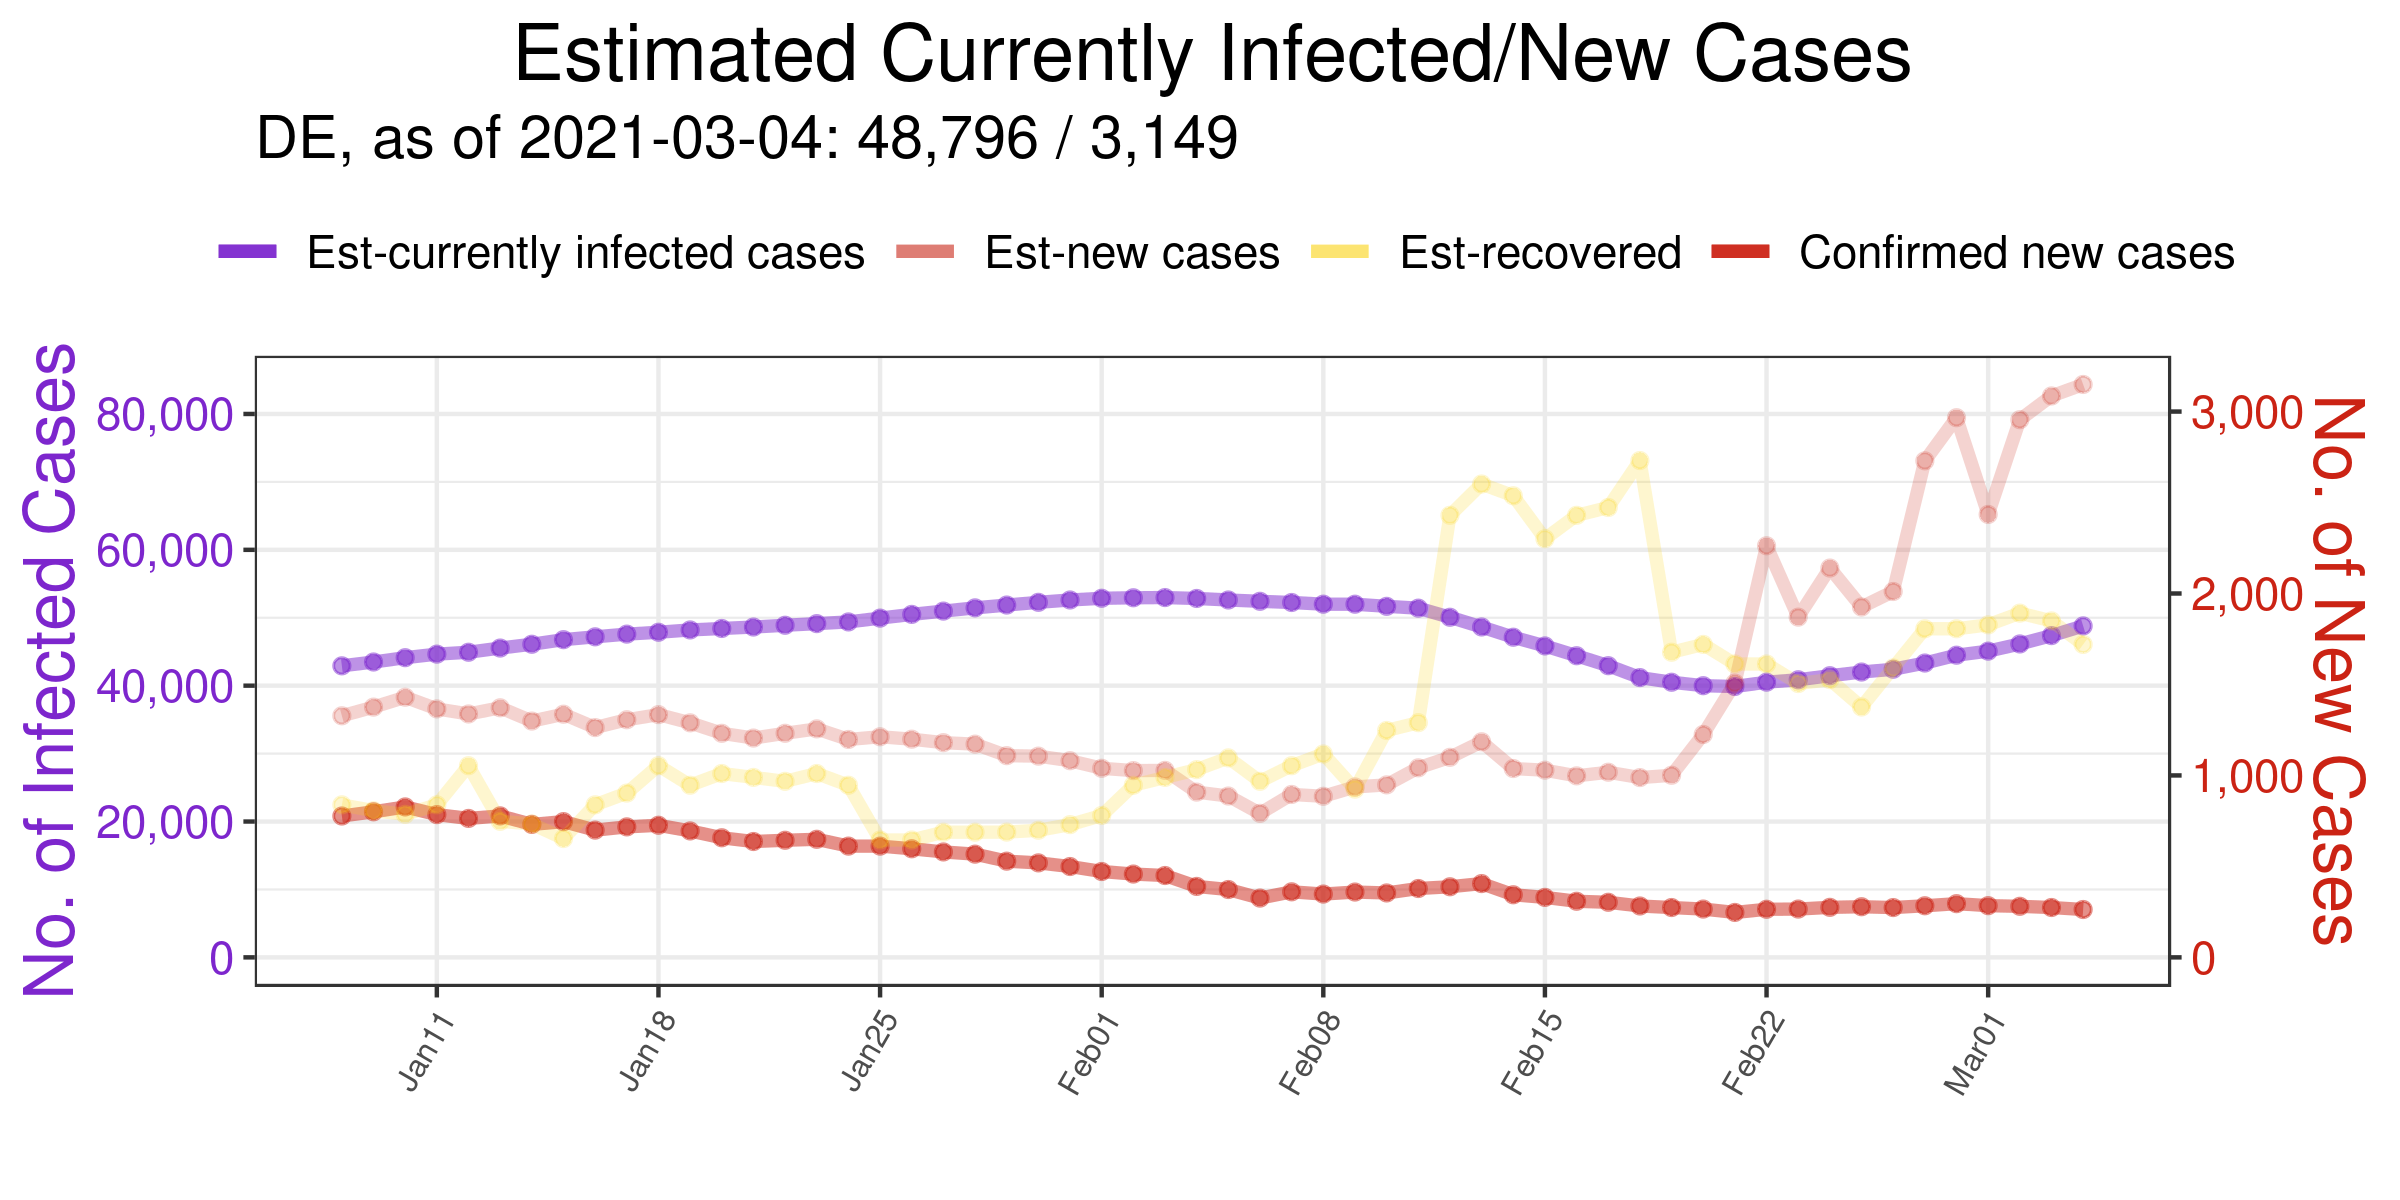 Estimated Currently Infected/New Cases
DE, as of 2021-03-04: 48,796 / 3,149
Est-currently infected cases Est-new cases Est-recovered Confirmed new cases
No. of Infected Cases
80,000
60,000
40,000
20,000
0
3,000
2,000
1,000
0
No. of New Cases
Jan11 Jan18 Jan25 Feb01 Feb08 Feb15 Feb22 Mar01